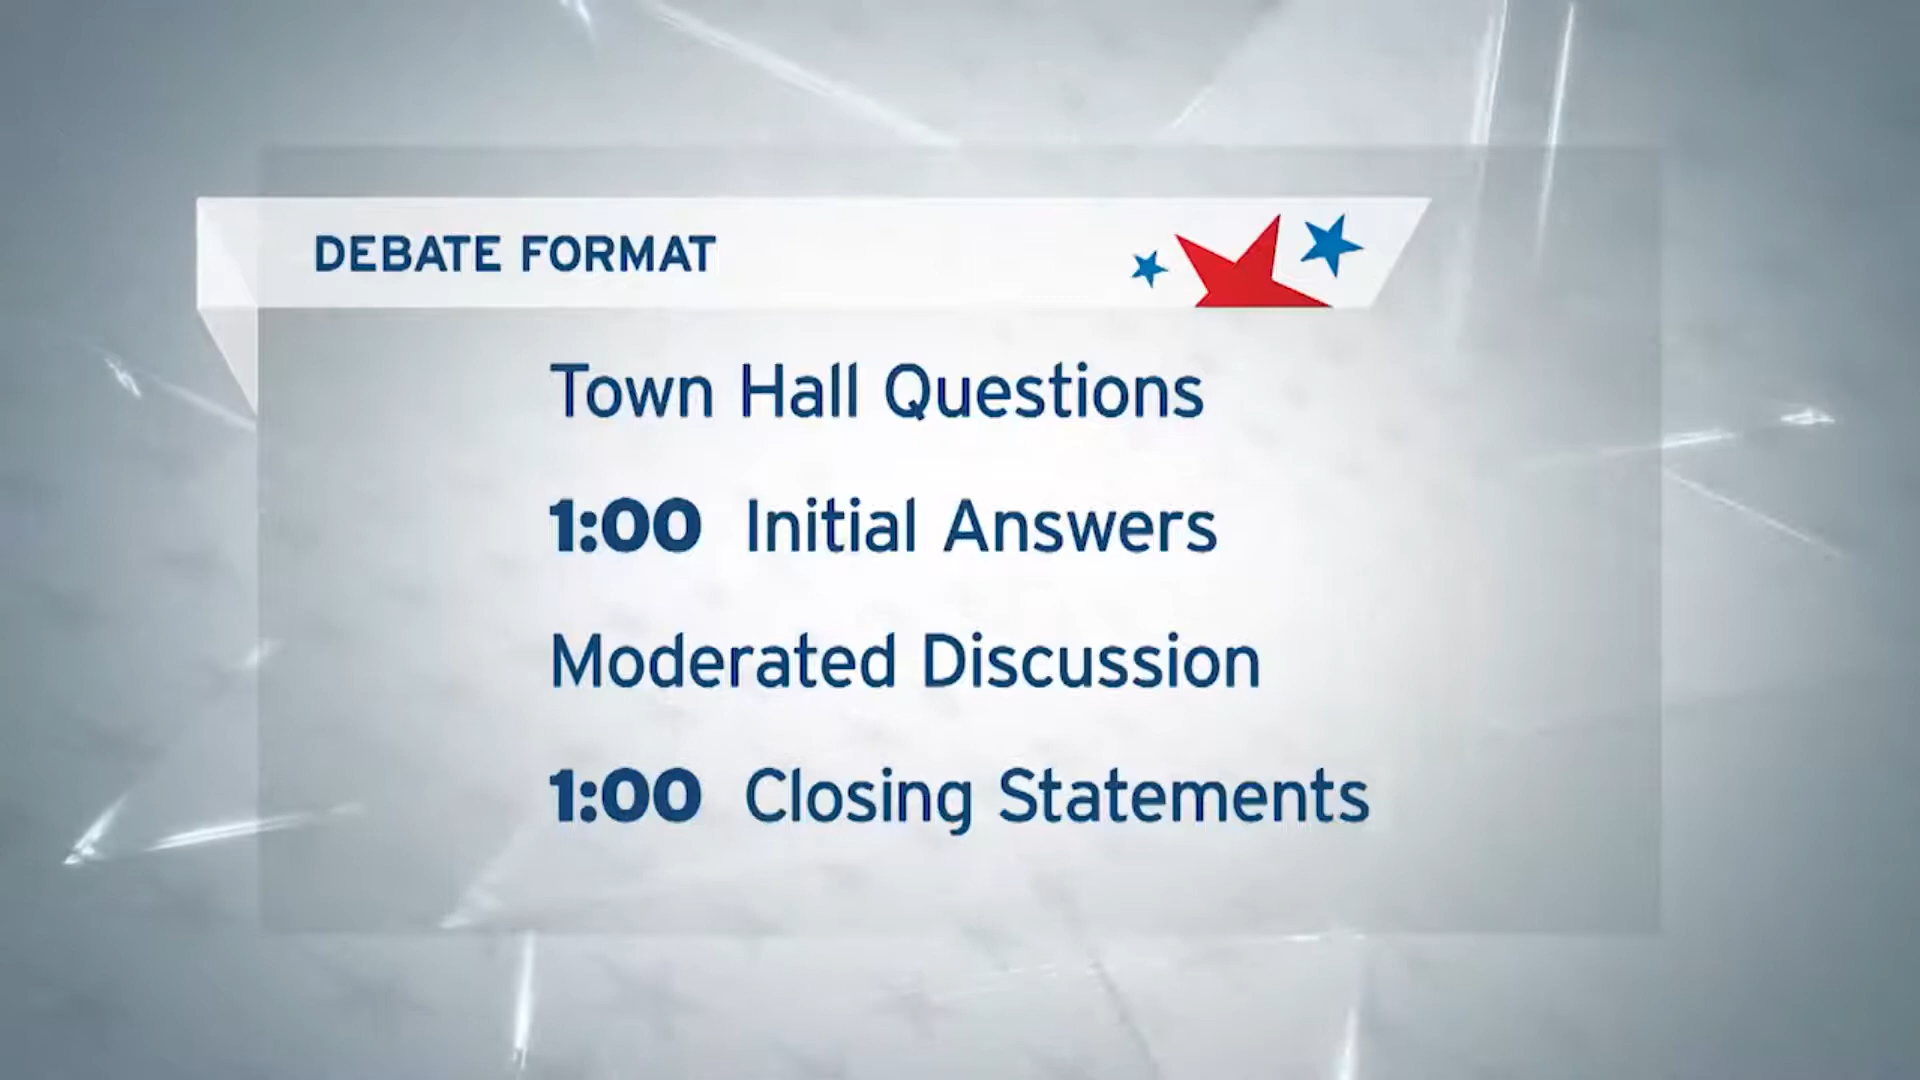 DEBATE FORMAT
Town Hall Questions
1:00 Initial Answers
Moderated Discussion
1:00 Closing Statements